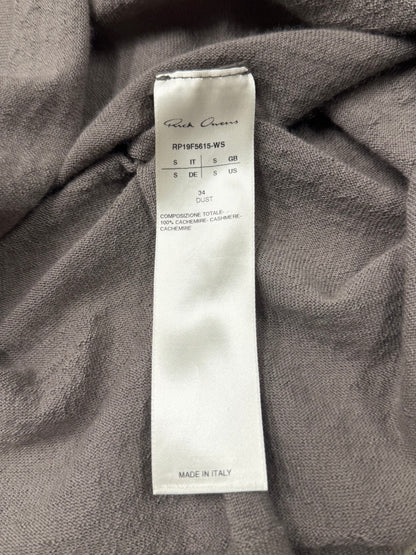 Rick Owens
RP19F5615-WS
S IT S GB
S DE S US
34
DUST
COMPOSIZIONE TOTALE-
100% CACHEMIRE- CASHMERE-
CACHEMIRE
MADE IN ITALY